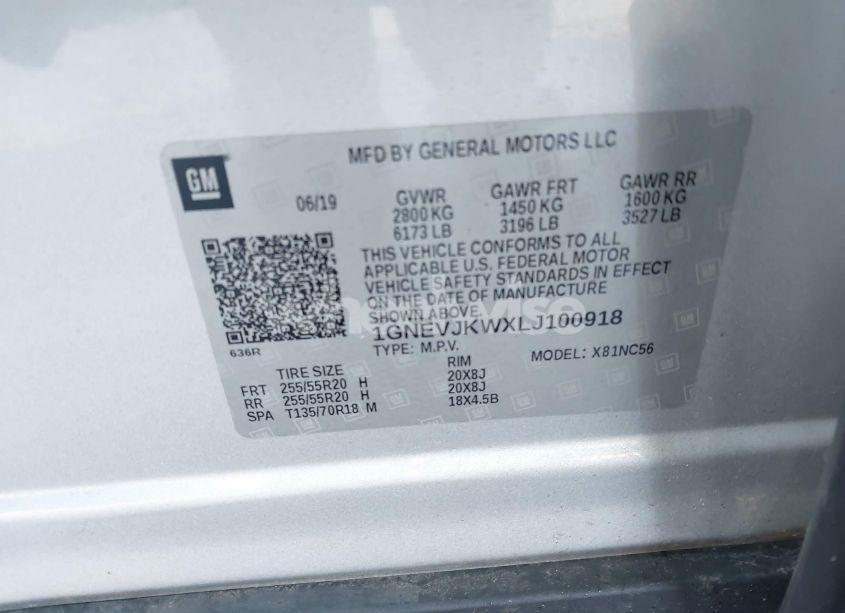 MFD BY GENERAL MOTORS LLC
GM
06/19
GVWR
2800 KG
6173 LB
GAWR FRT
1450 KG
3196 LB
GAWR RR
1600 KG
3527 LB
THIS VEHICLE CONFORMS TO ALL
APPLICABLE U.S. FEDERAL MOTOR
VEHICLE SAFETY STANDARDS IN EFFECT
ON THE DATE OF MANUFACTURE
SHOWN ABOVE.
1GNEVJKWXLJ100918
636R
TYPE: M.P.V.
MODEL: X81NC56
TIRE SIZE
RIM
FRT 255/55R20 H 20X8J
RR 255/55R20 H 20X8J
SPA T135/70R18 M 18X4.5B